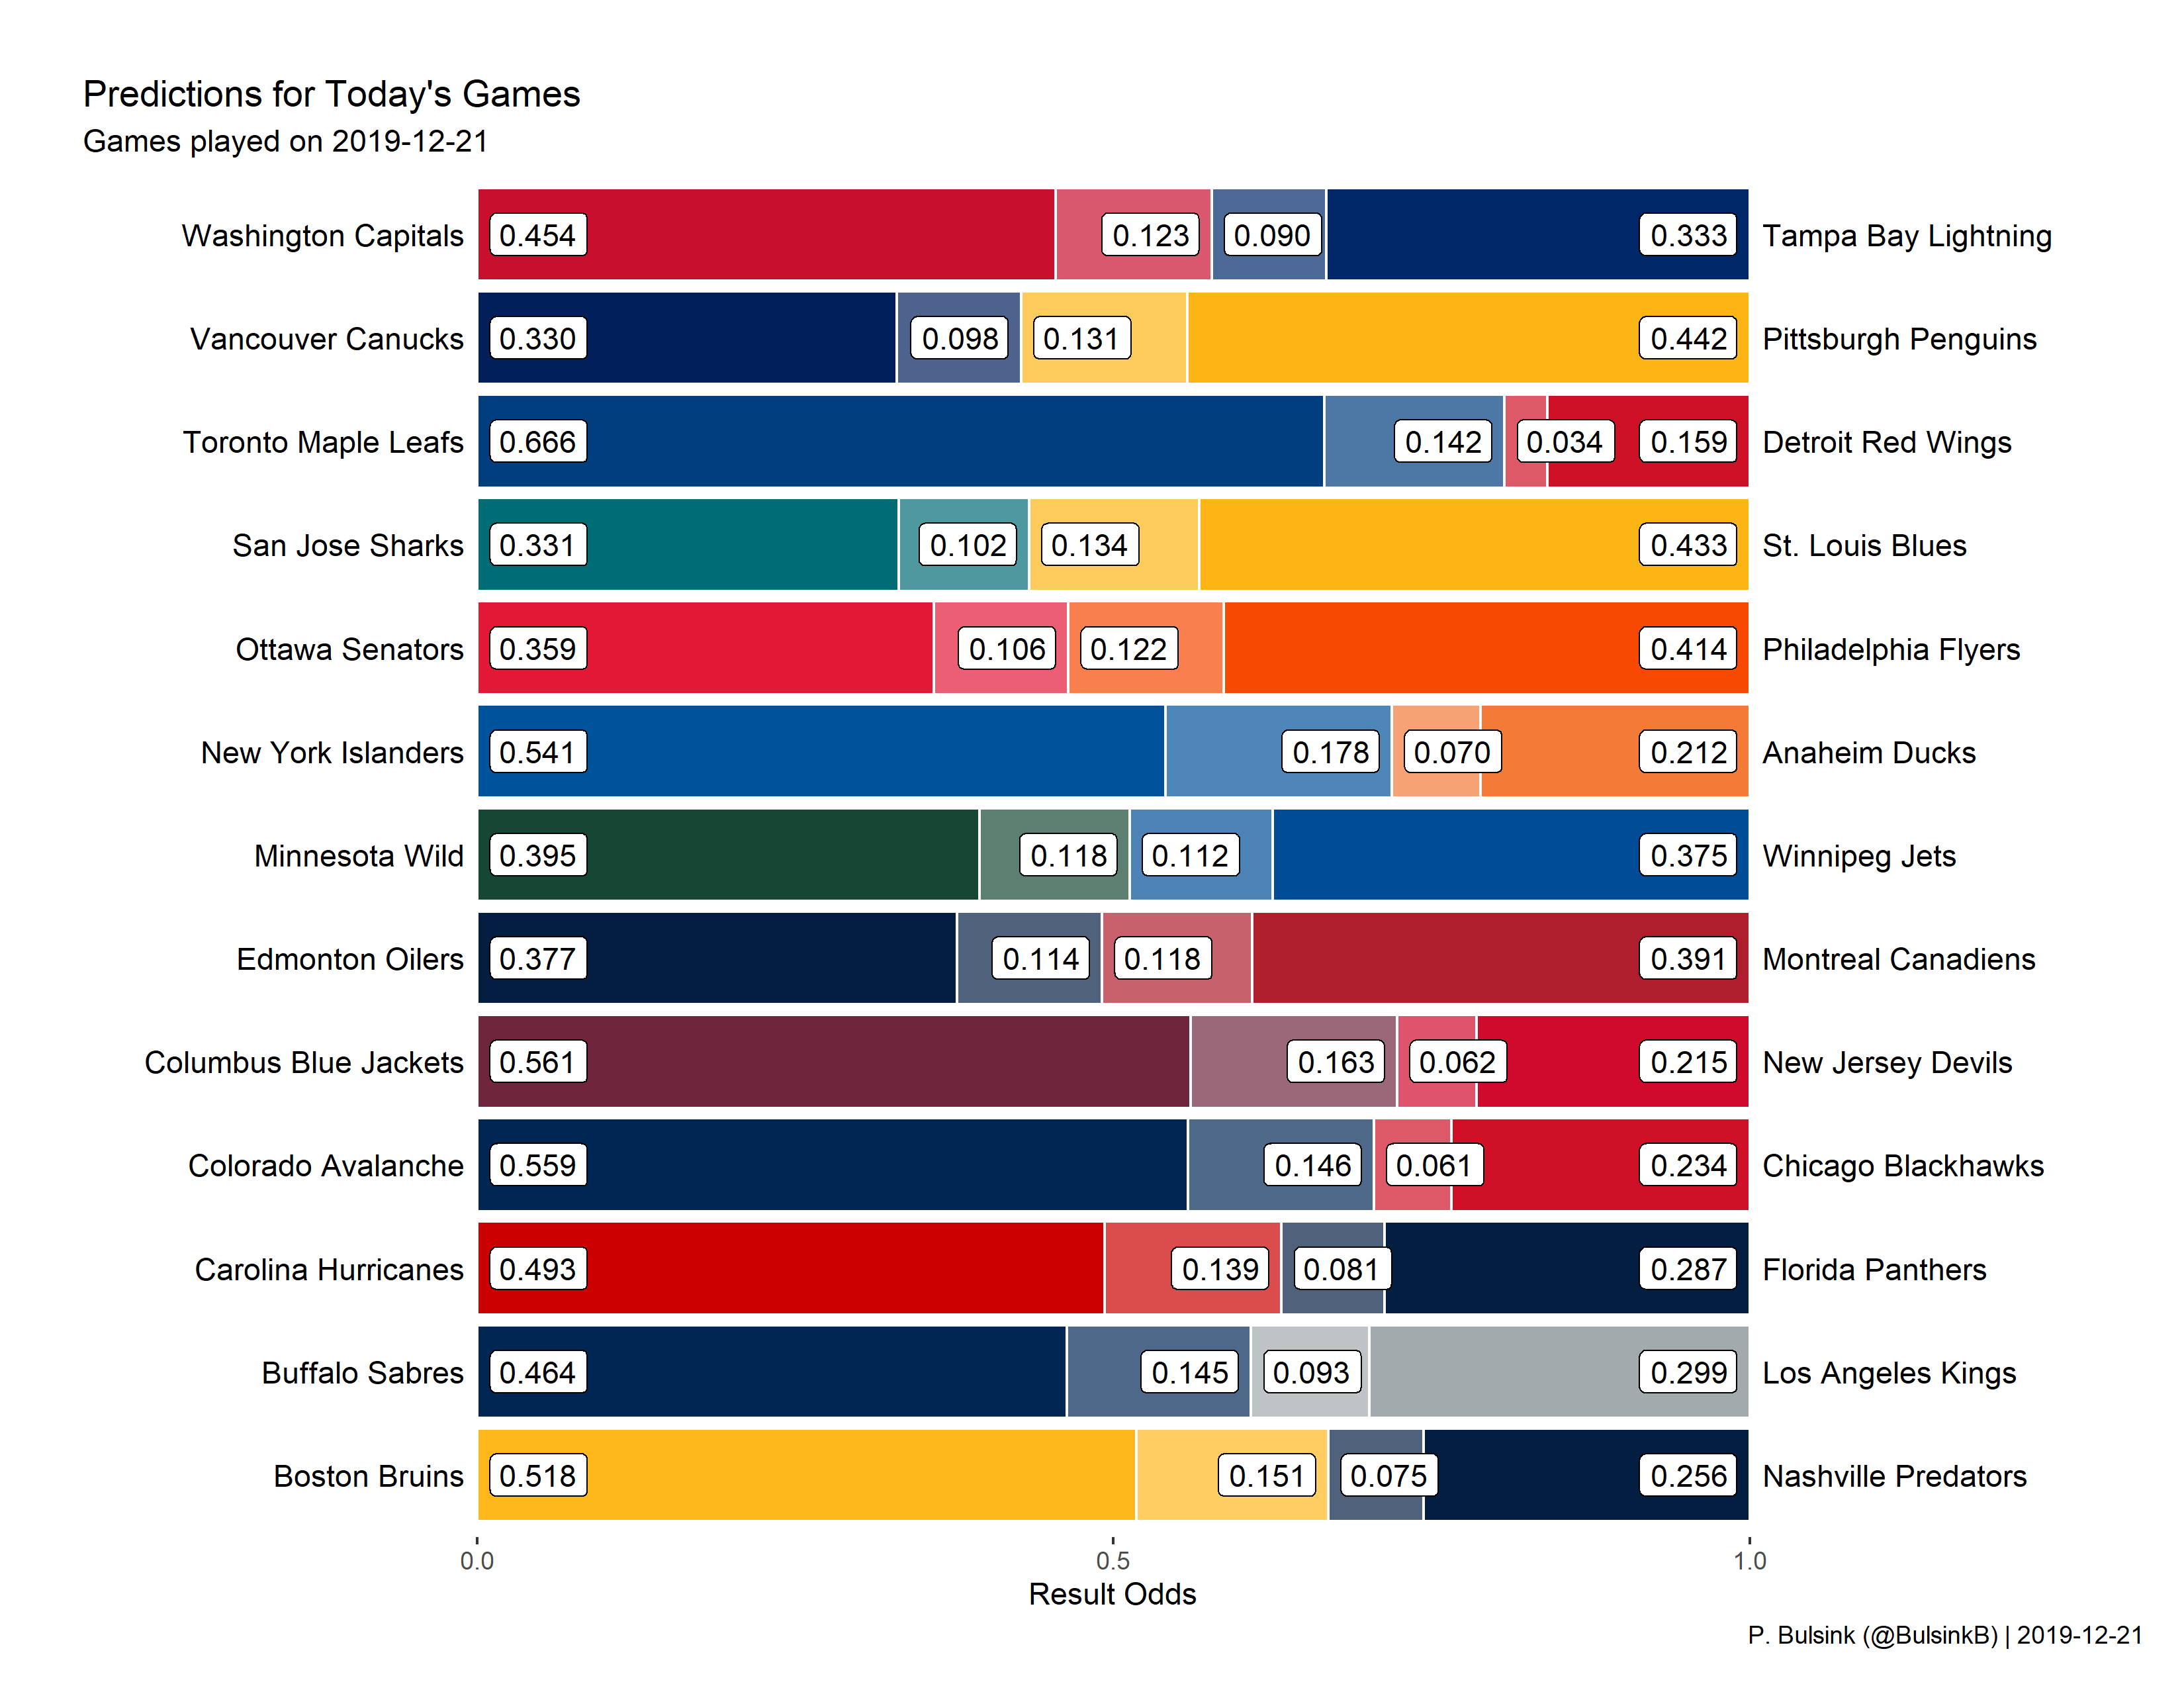 Predictions for Today's Games
Games played on 2019-12-21
Washington Capitals 0.454 0.123 0.090 0.333 Tampa Bay Lightning
Vancouver Canucks 0.330 0.098 0.131 0.442 Pittsburgh Penguins
Toronto Maple Leafs 0.666 0.142 0.034 0.159 Detroit Red Wings
San Jose Sharks 0.331 0.102 0.134 0.433 St. Louis Blues
Ottawa Senators 0.359 0.106 0.122 0.414 Philadelphia Flyers
New York Islanders 0.541 0.178 0.070 0.212 Anaheim Ducks
Minnesota Wild 0.395 0.118 0.112 0.375 Winnipeg Jets
Edmonton Oilers 0.377 0.114 0.118 0.391 Montreal Canadiens
Columbus Blue Jackets 0.561 0.163 0.062 0.215 New Jersey Devils
Colorado Avalanche 0.559 0.146 0.061 0.234 Chicago Blackhawks
Carolina Hurricanes 0.493 0.139 0.081 0.287 Florida Panthers
Buffalo Sabres 0.464 0.145 0.093 0.299 Los Angeles Kings
Boston Bruins 0.518 0.151 0.075 0.256 Nashville Predators
0.0 0.5 1.0
Result Odds
P. Bulsink (@BulsinkB) | 2019-12-21